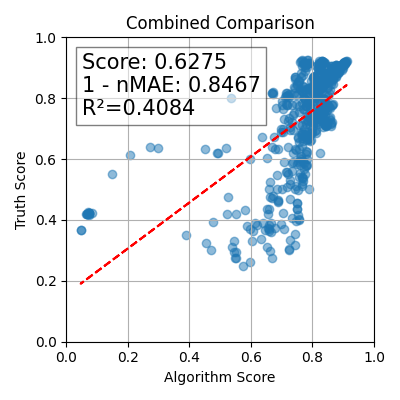 Combined Comparison
Score: 0.6275
1 - nMAE: 0.8467
R²=0.4084
Truth Score
1.0
0.8
0.6
0.4
0.2
0.0
0.0 0.2 0.4 0.6 0.8 1.0
Algorithm Score